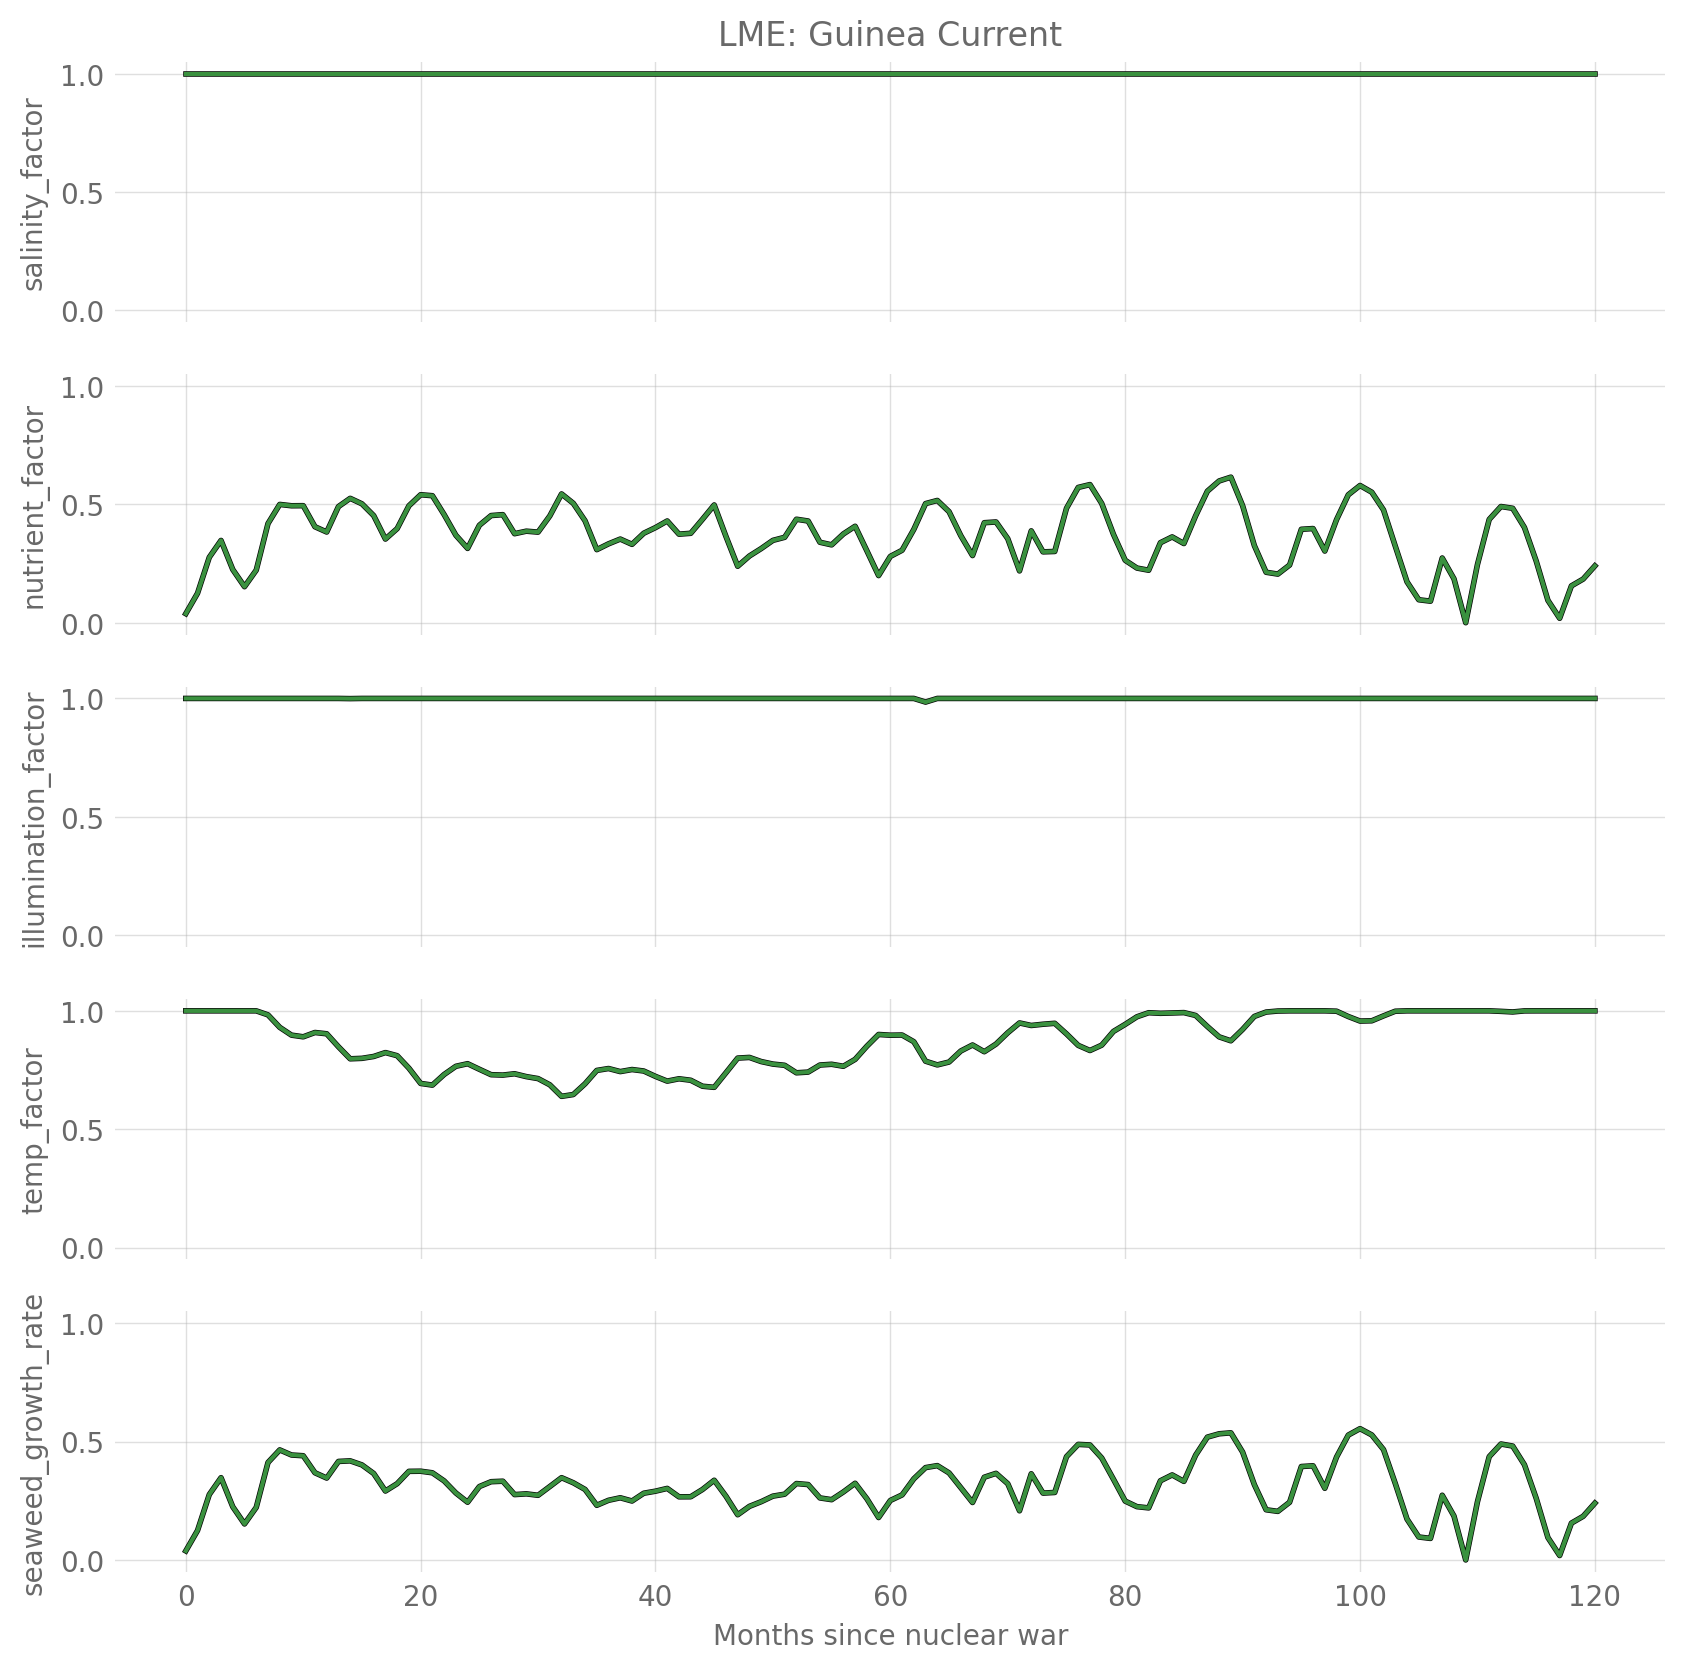 LME: Guinea Current
salinity_factor
1.0
0.5
0.0
nutrient_factor
1.0
0.5
0.0
illumination_factor
1.0
0.5
0.0
temp_factor
1.0
0.5
0.0
seaweed_growth_rate
1.0
0.5
0.0
0 20 40 60 80 100 120
Months since nuclear war